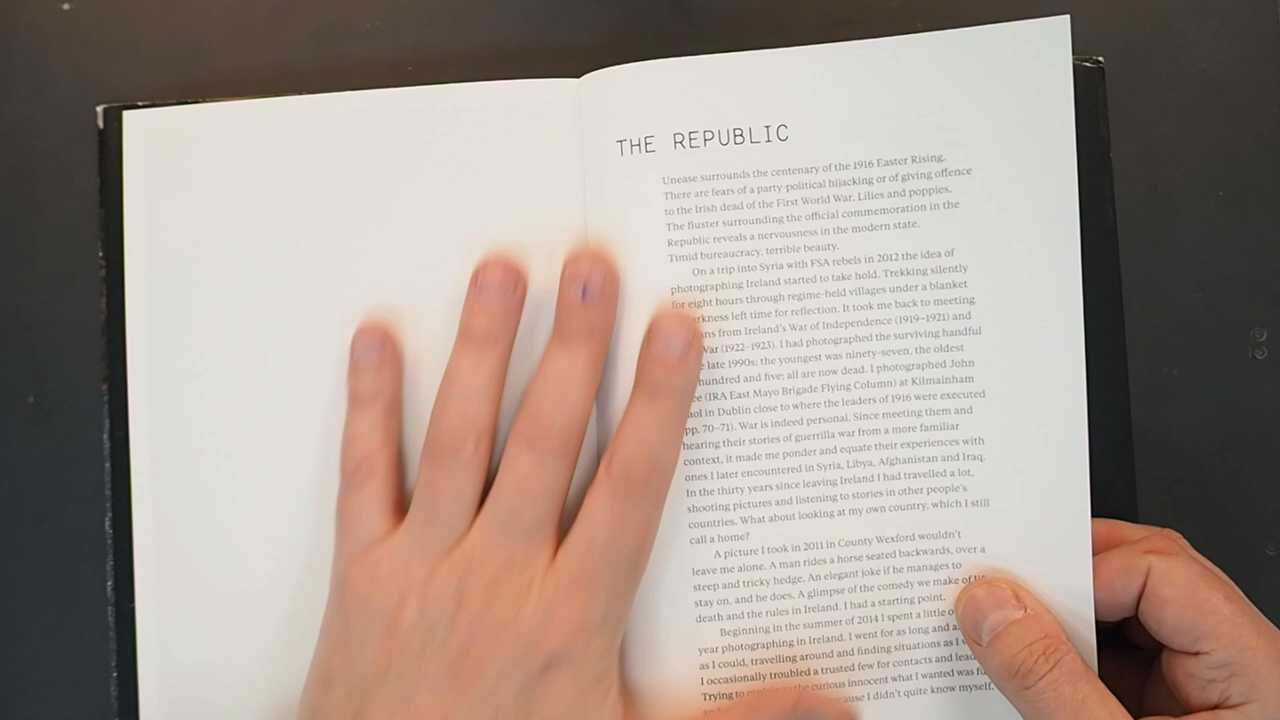 THE REPUBLIC
Unease surrounds the centenary of the 1916 Easter Rising.
There are fears of a party-political hijacking or of giving offence
to the Irish dead of the First World War. Lilies and poppies.
The fluster surrounding the official commemoration in the
Republic reveals a nervousness in the modern state.
Timid bureaucracy, terrible beauty.
On a trip into Syria with FSA rebels in 2012 the idea of
photographing Ireland started to take hold. Trekking silently
for eight hours through regime-held villages under a blanket
arkness left time for reflection. It took me back to meeting
ans from Ireland's War of Independence (1919–1921) and
War (1922–1923). I had photographed the surviving handful
late 1990s: the youngest was ninety-seven, the oldest
hundred and five; all are now dead. I photographed John
ee (IRA East Mayo Brigade Flying Column) at Kilmainham
aol in Dublin close to where the leaders of 1916 were executed
pp. 70–71). War is indeed personal. Since meeting them and
hearing their stories of guerrilla war from a more familiar
context, it made me ponder and equate their experiences with
ones I later encountered in Syria, Libya, Afghanistan and Iraq.
In the thirty years since leaving Ireland I had travelled a lot,
shooting pictures and listening to stories in other people's
countries. What about looking at my own country, which I still
call a home?
A picture I took in 2011 in County Wexford wouldn't
leave me alone. A man rides a horse seated backwards, over a
steep and tricky hedge. An elegant joke if he manages to
stay on, and he does. A glimpse of the comedy we make of
death and the rules in Ireland. I had a starting point.
Beginning in the summer of 2014 I spent a little
year photographing in Ireland. I went for as long and
as I could, travelling around and finding situations as I
I occasionally troubled a trusted few for contacts and
Trying to explain to the curious innocent what I wanted was
cause I didn't quite know myself.